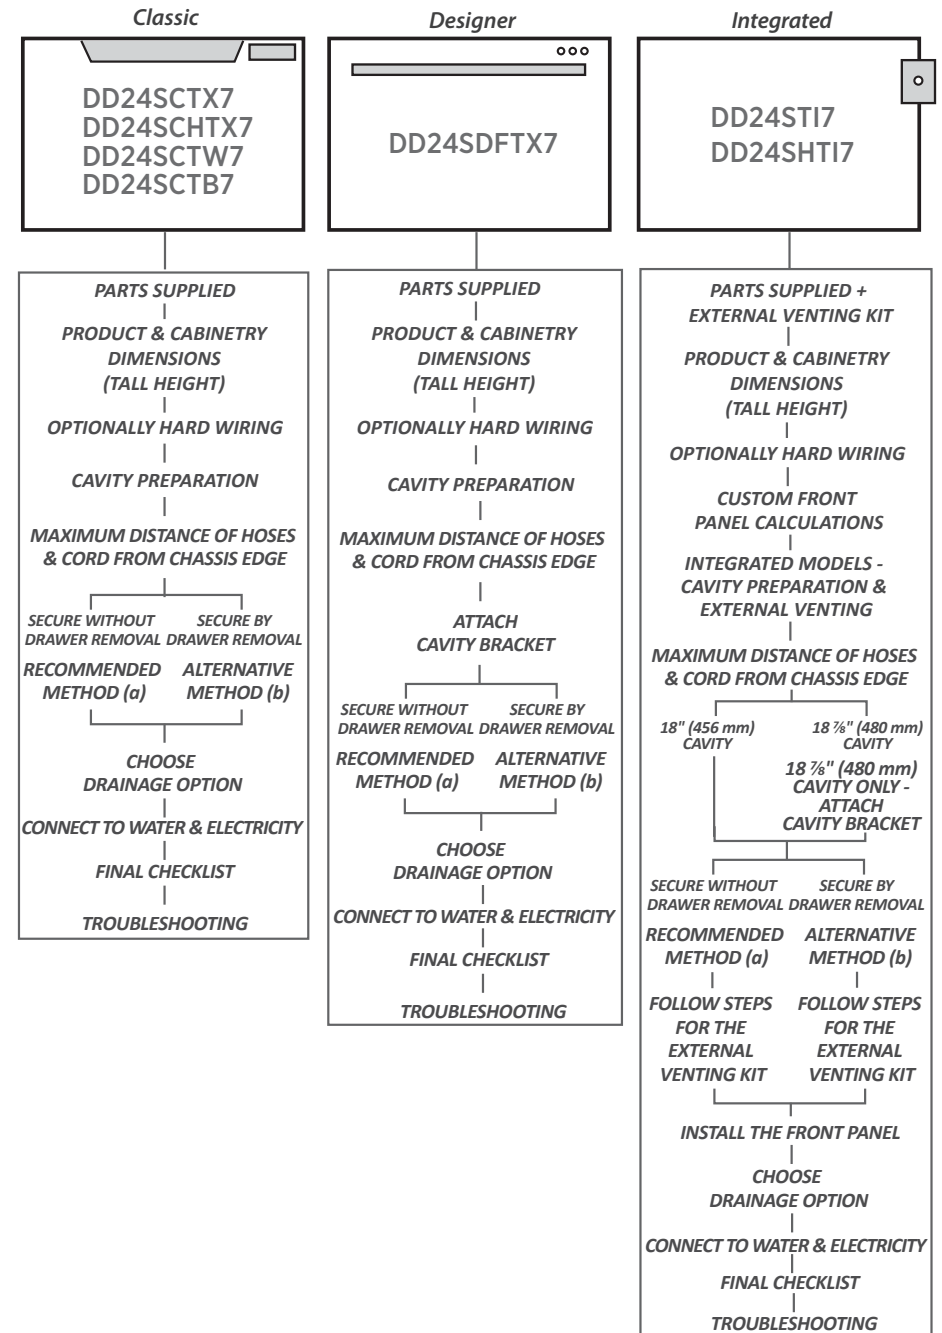 Classic
DD24SCTX7
DD24SCHTX7
DD24SCTW7
DD24SCTB7
PARTS SUPPLIED
PRODUCT & CABINETRY
DIMENSIONS
(TALL HEIGHT)
OPTIONALLY HARD WIRING
CAVITY PREPARATION
MAXIMUM DISTANCE OF HOSES
& CORD FROM CHASSIS EDGE
SECURE WITHOUT
DRAWER REMOVAL
RECOMMENDED
METHOD (a)
SECURE BY
DRAWER REMOVAL
ALTERNATIVE
METHOD (b)
CHOOSE
DRAINAGE OPTION
CONNECT TO WATER & ELECTRICITY
FINAL CHECKLIST
TROUBLESHOOTING
Designer
DD24SDFTX7
PARTS SUPPLIED
PRODUCT & CABINETRY
DIMENSIONS
(TALL HEIGHT)
OPTIONALLY HARD WIRING
CAVITY PREPARATION
MAXIMUM DISTANCE OF HOSES
& CORD FROM CHASSIS EDGE
ATTACH
CAVITY BRACKET
SECURE WITHOUT
DRAWER REMOVAL
RECOMMENDED
METHOD (a)
SECURE BY
DRAWER REMOVAL
ALTERNATIVE
METHOD (b)
CHOOSE
DRAINAGE OPTION
CONNECT TO WATER & ELECTRICITY
FINAL CHECKLIST
TROUBLESHOOTING
Integrated
DD24STI7
DD24SHTI7
PARTS SUPPLIED +
EXTERNAL VENTING KIT
PRODUCT & CABINETRY
DIMENSIONS
(TALL HEIGHT)
OPTIONALLY HARD WIRING
CUSTOM FRONT
PANEL CALCULATIONS
INTEGRATED MODELS -
CAVITY PREPARATION &
EXTERNAL VENTING
MAXIMUM DISTANCE OF HOSES
& CORD FROM CHASSIS EDGE
18" (456 mm)
CAVITY
18 ⅞" (480 mm)
CAVITY
18 ⅞" (480 mm)
CAVITY ONLY -
ATTACH
CAVITY BRACKET
SECURE WITHOUT
DRAWER REMOVAL
RECOMMENDED
METHOD (a)
FOLLOW STEPS
FOR THE
EXTERNAL
VENTING KIT
SECURE BY
DRAWER REMOVAL
ALTERNATIVE
METHOD (b)
FOLLOW STEPS
FOR THE
EXTERNAL
VENTING KIT
INSTALL THE FRONT PANEL
CHOOSE
DRAINAGE OPTION
CONNECT TO WATER & ELECTRICITY
FINAL CHECKLIST
TROUBLESHOOTING